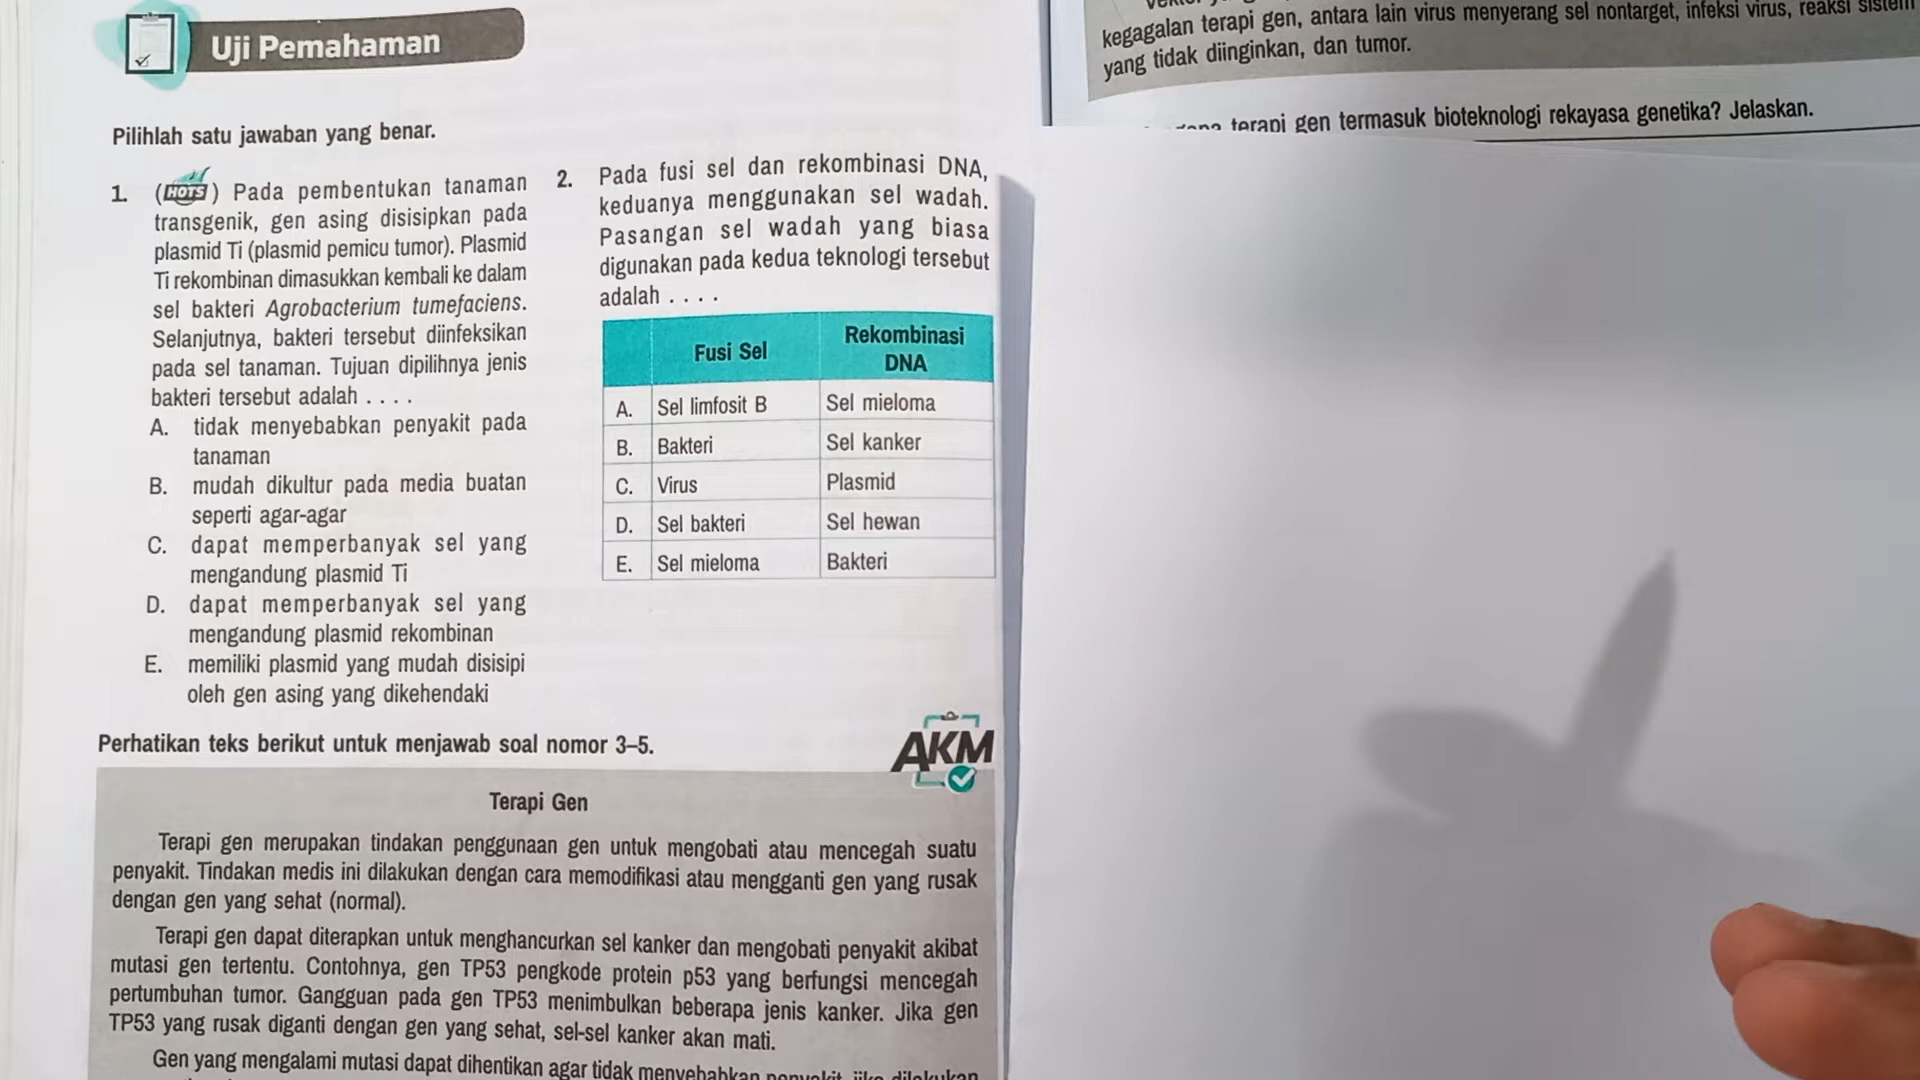 Uji Pemahaman
Pilihlah satu jawaban yang benar.
1. (HOTS) Pada pembentukan tanaman
transgenik, gen asing disisipkan pada
plasmid Ti (plasmid pemicu tumor). Plasmid
Ti rekombinan dimasukkan kembali ke dalam
sel bakteri Agrobacterium tumefaciens.
Selanjutnya, bakteri tersebut diinfeksikan
pada sel tanaman. Tujuan dipilihnya jenis
bakteri tersebut adalah . . . .
A. tidak menyebabkan penyakit pada
tanaman
B. mudah dikultur pada media buatan
seperti agar-agar
C. dapat memperbanyak sel yang
mengandung plasmid Ti
D. dapat memperbanyak sel yang
mengandung plasmid rekombinan
E. memiliki plasmid yang mudah disisipi
oleh gen asing yang dikehendaki
2. Pada fusi sel dan rekombinasi DNA,
keduanya menggunakan sel wadah.
Pasangan sel wadah yang biasa
digunakan pada kedua teknologi tersebut
adalah . . . .
Fusi Sel Rekombinasi
DNA
A. Sel limfosit B Sel mieloma
B. Bakteri Sel kanker
C. Virus Plasmid
D. Sel bakteri Sel hewan
E. Sel mieloma Bakteri
Perhatikan teks berikut untuk menjawab soal nomor 3–5.
AKM
Terapi Gen
Terapi gen merupakan tindakan penggunaan gen untuk mengobati atau mencegah suatu
penyakit. Tindakan medis ini dilakukan dengan cara memodifikasi atau mengganti gen yang rusak
dengan gen yang sehat (normal).
Terapi gen dapat diterapkan untuk menghancurkan sel kanker dan mengobati penyakit akibat
mutasi gen tertentu. Contohnya, gen TP53 pengkode protein p53 yang berfungsi mencegah
pertumbuhan tumor. Gangguan pada gen TP53 menimbulkan beberapa jenis kanker. Jika gen
TP53 yang rusak diganti dengan gen yang sehat, sel-sel kanker akan mati.
Gen yang mengalami mutasi dapat dihentikan agar tidak menyebabkan penyakit jika dilakukan
kegagalan terapi gen, antara lain virus menyerang sel nontarget, infeksi virus, reaksi sistem
yang tidak diinginkan, dan tumor.
terapi gen termasuk bioteknologi rekayasa genetika? Jelaskan.